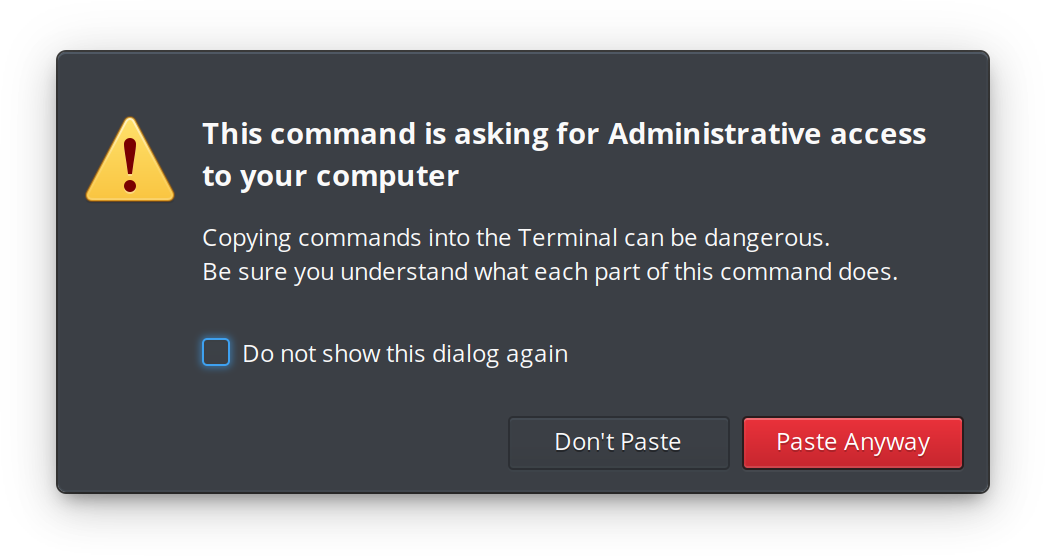 This command is asking for Administrative access
to your computer
Copying commands into the Terminal can be dangerous.
Be sure you understand what each part of this command does.
Do not show this dialog again
Don't Paste
Paste Anyway